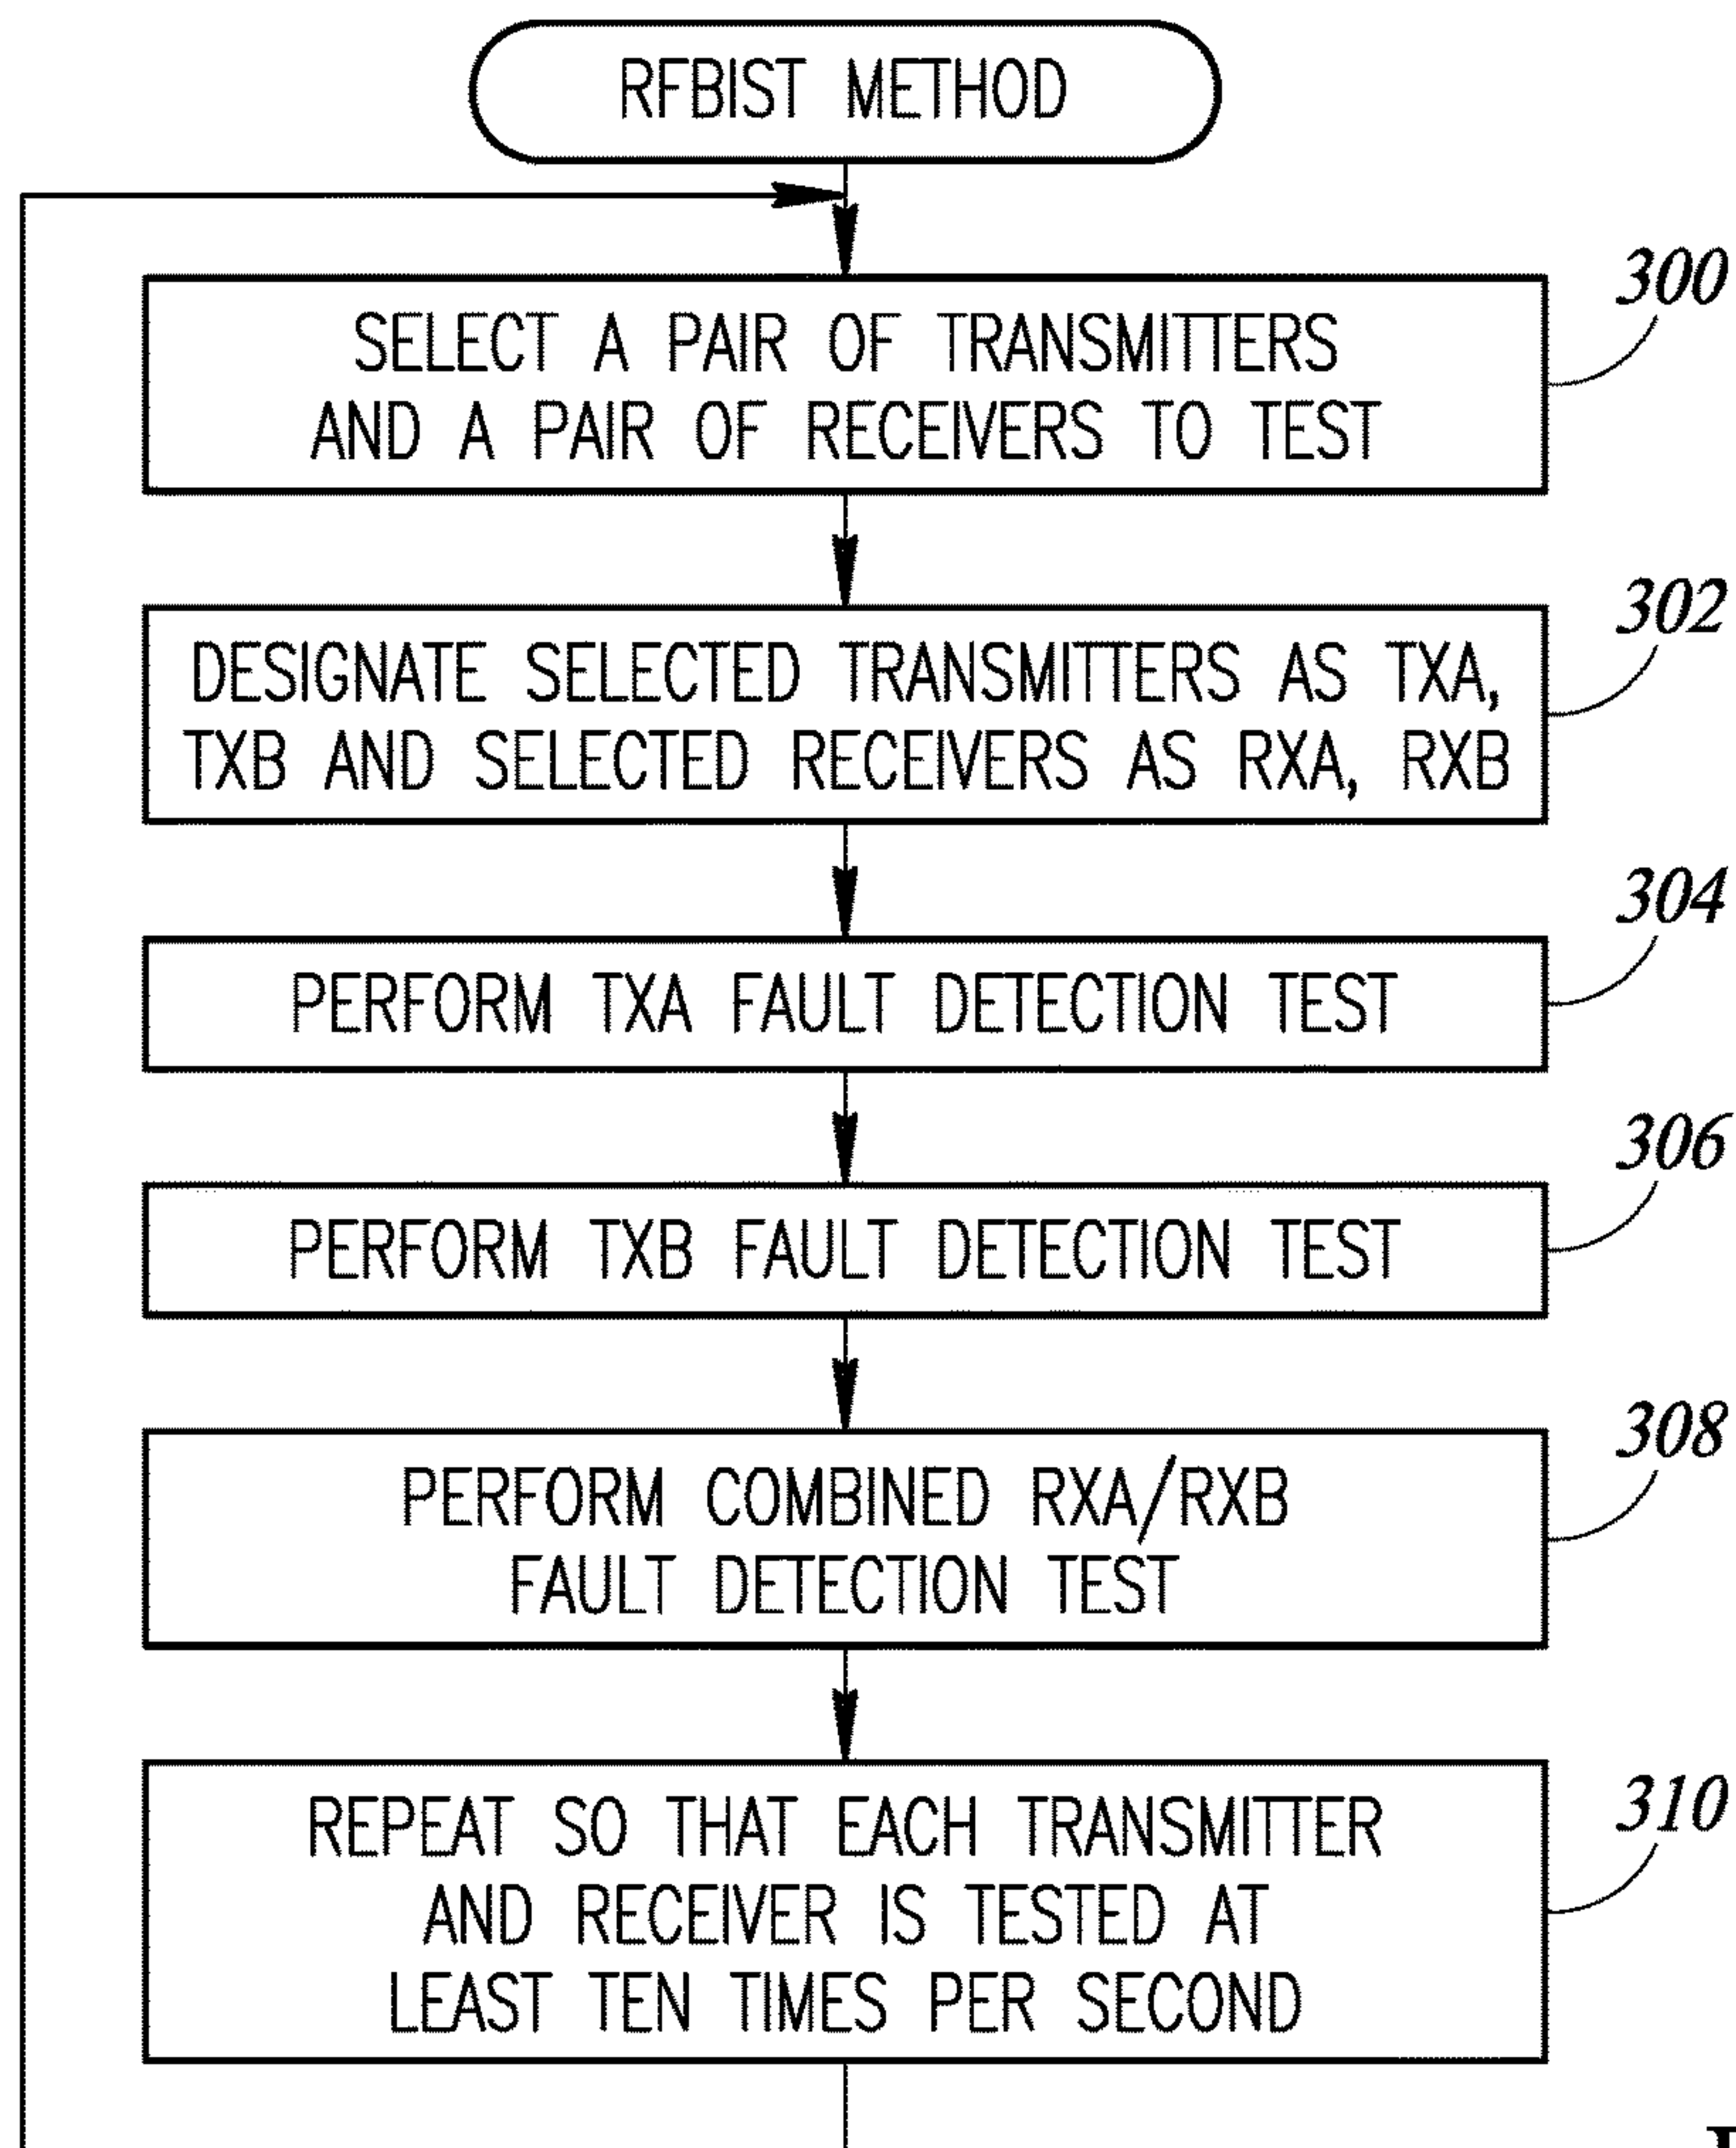 RFBIST METHOD
300
SELECT A PAIR OF TRANSMITTERS
AND A PAIR OF RECEIVERS TO TEST
302
DESIGNATE SELECTED TRANSMITTERS AS TXA,
TXB AND SELECTED RECEIVERS AS RXA, RXB
304
PERFORM TXA FAULT DETECTION TEST
306
PERFORM TXB FAULT DETECTION TEST
308
PERFORM COMBINED RXA/RXB
FAULT DETECTION TEST
310
REPEAT SO THAT EACH TRANSMITTER
AND RECEIVER IS TESTED AT
LEAST TEN TIMES PER SECOND